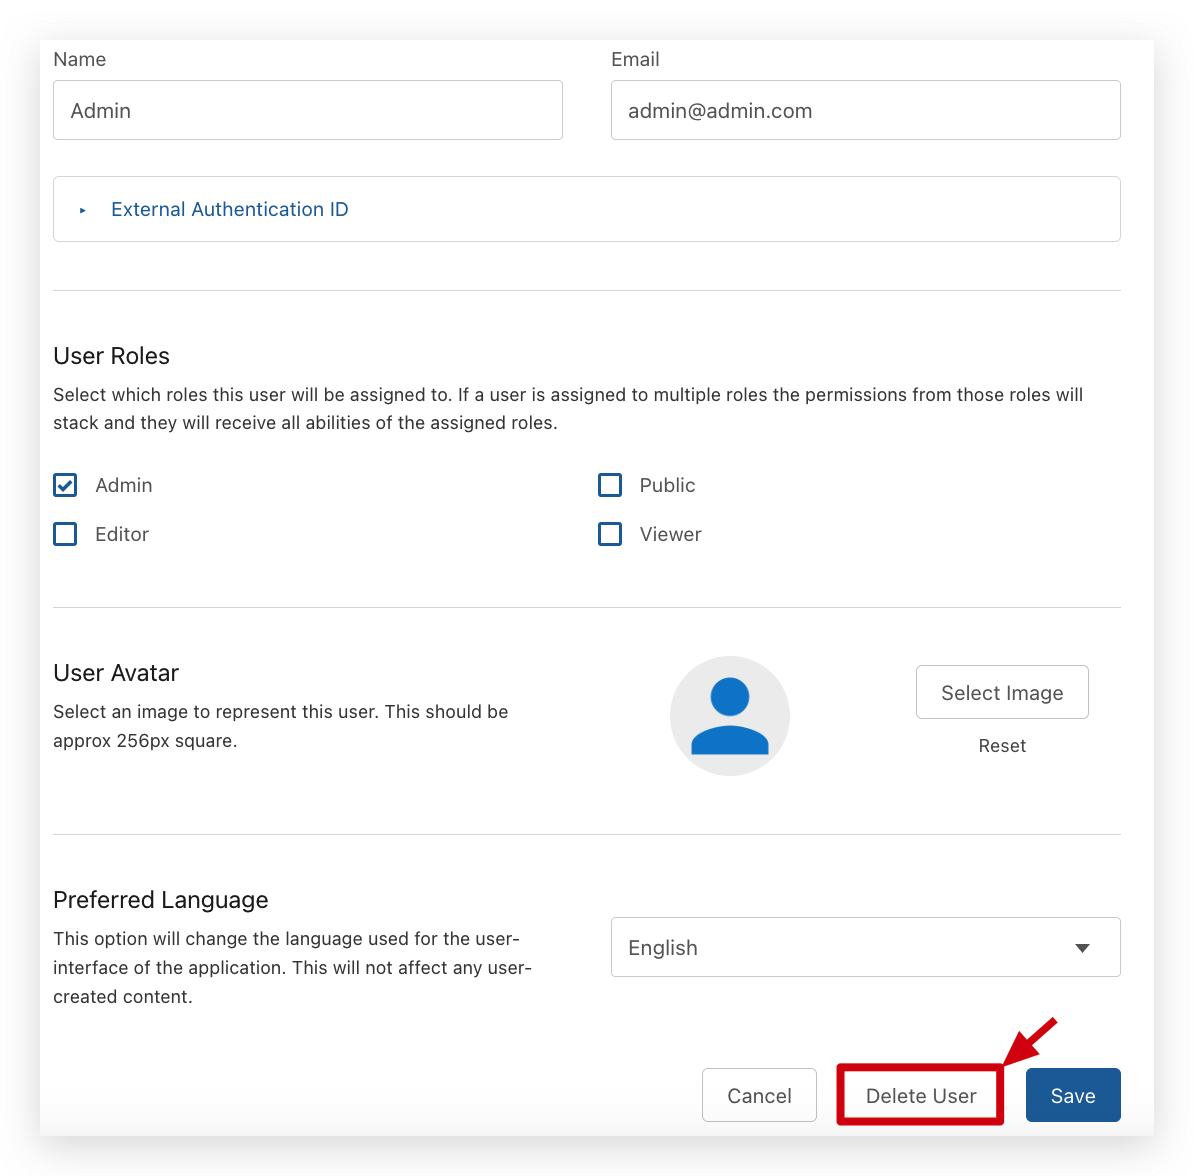 Name
Email
Admin
admin@admin.com
External Authentication ID
User Roles
Select which roles this user will be assigned to. If a user is assigned to multiple roles the permissions from those roles will
stack and they will receive all abilities of the assigned roles.
Admin
Public
Editor
Viewer
User Avatar
Select an image to represent this user. This should be
approx 256px square.
Select Image
Reset
Preferred Language
This option will change the language used for the user-
interface of the application. This will not affect any user-
created content.
English
Cancel
Delete User
Save